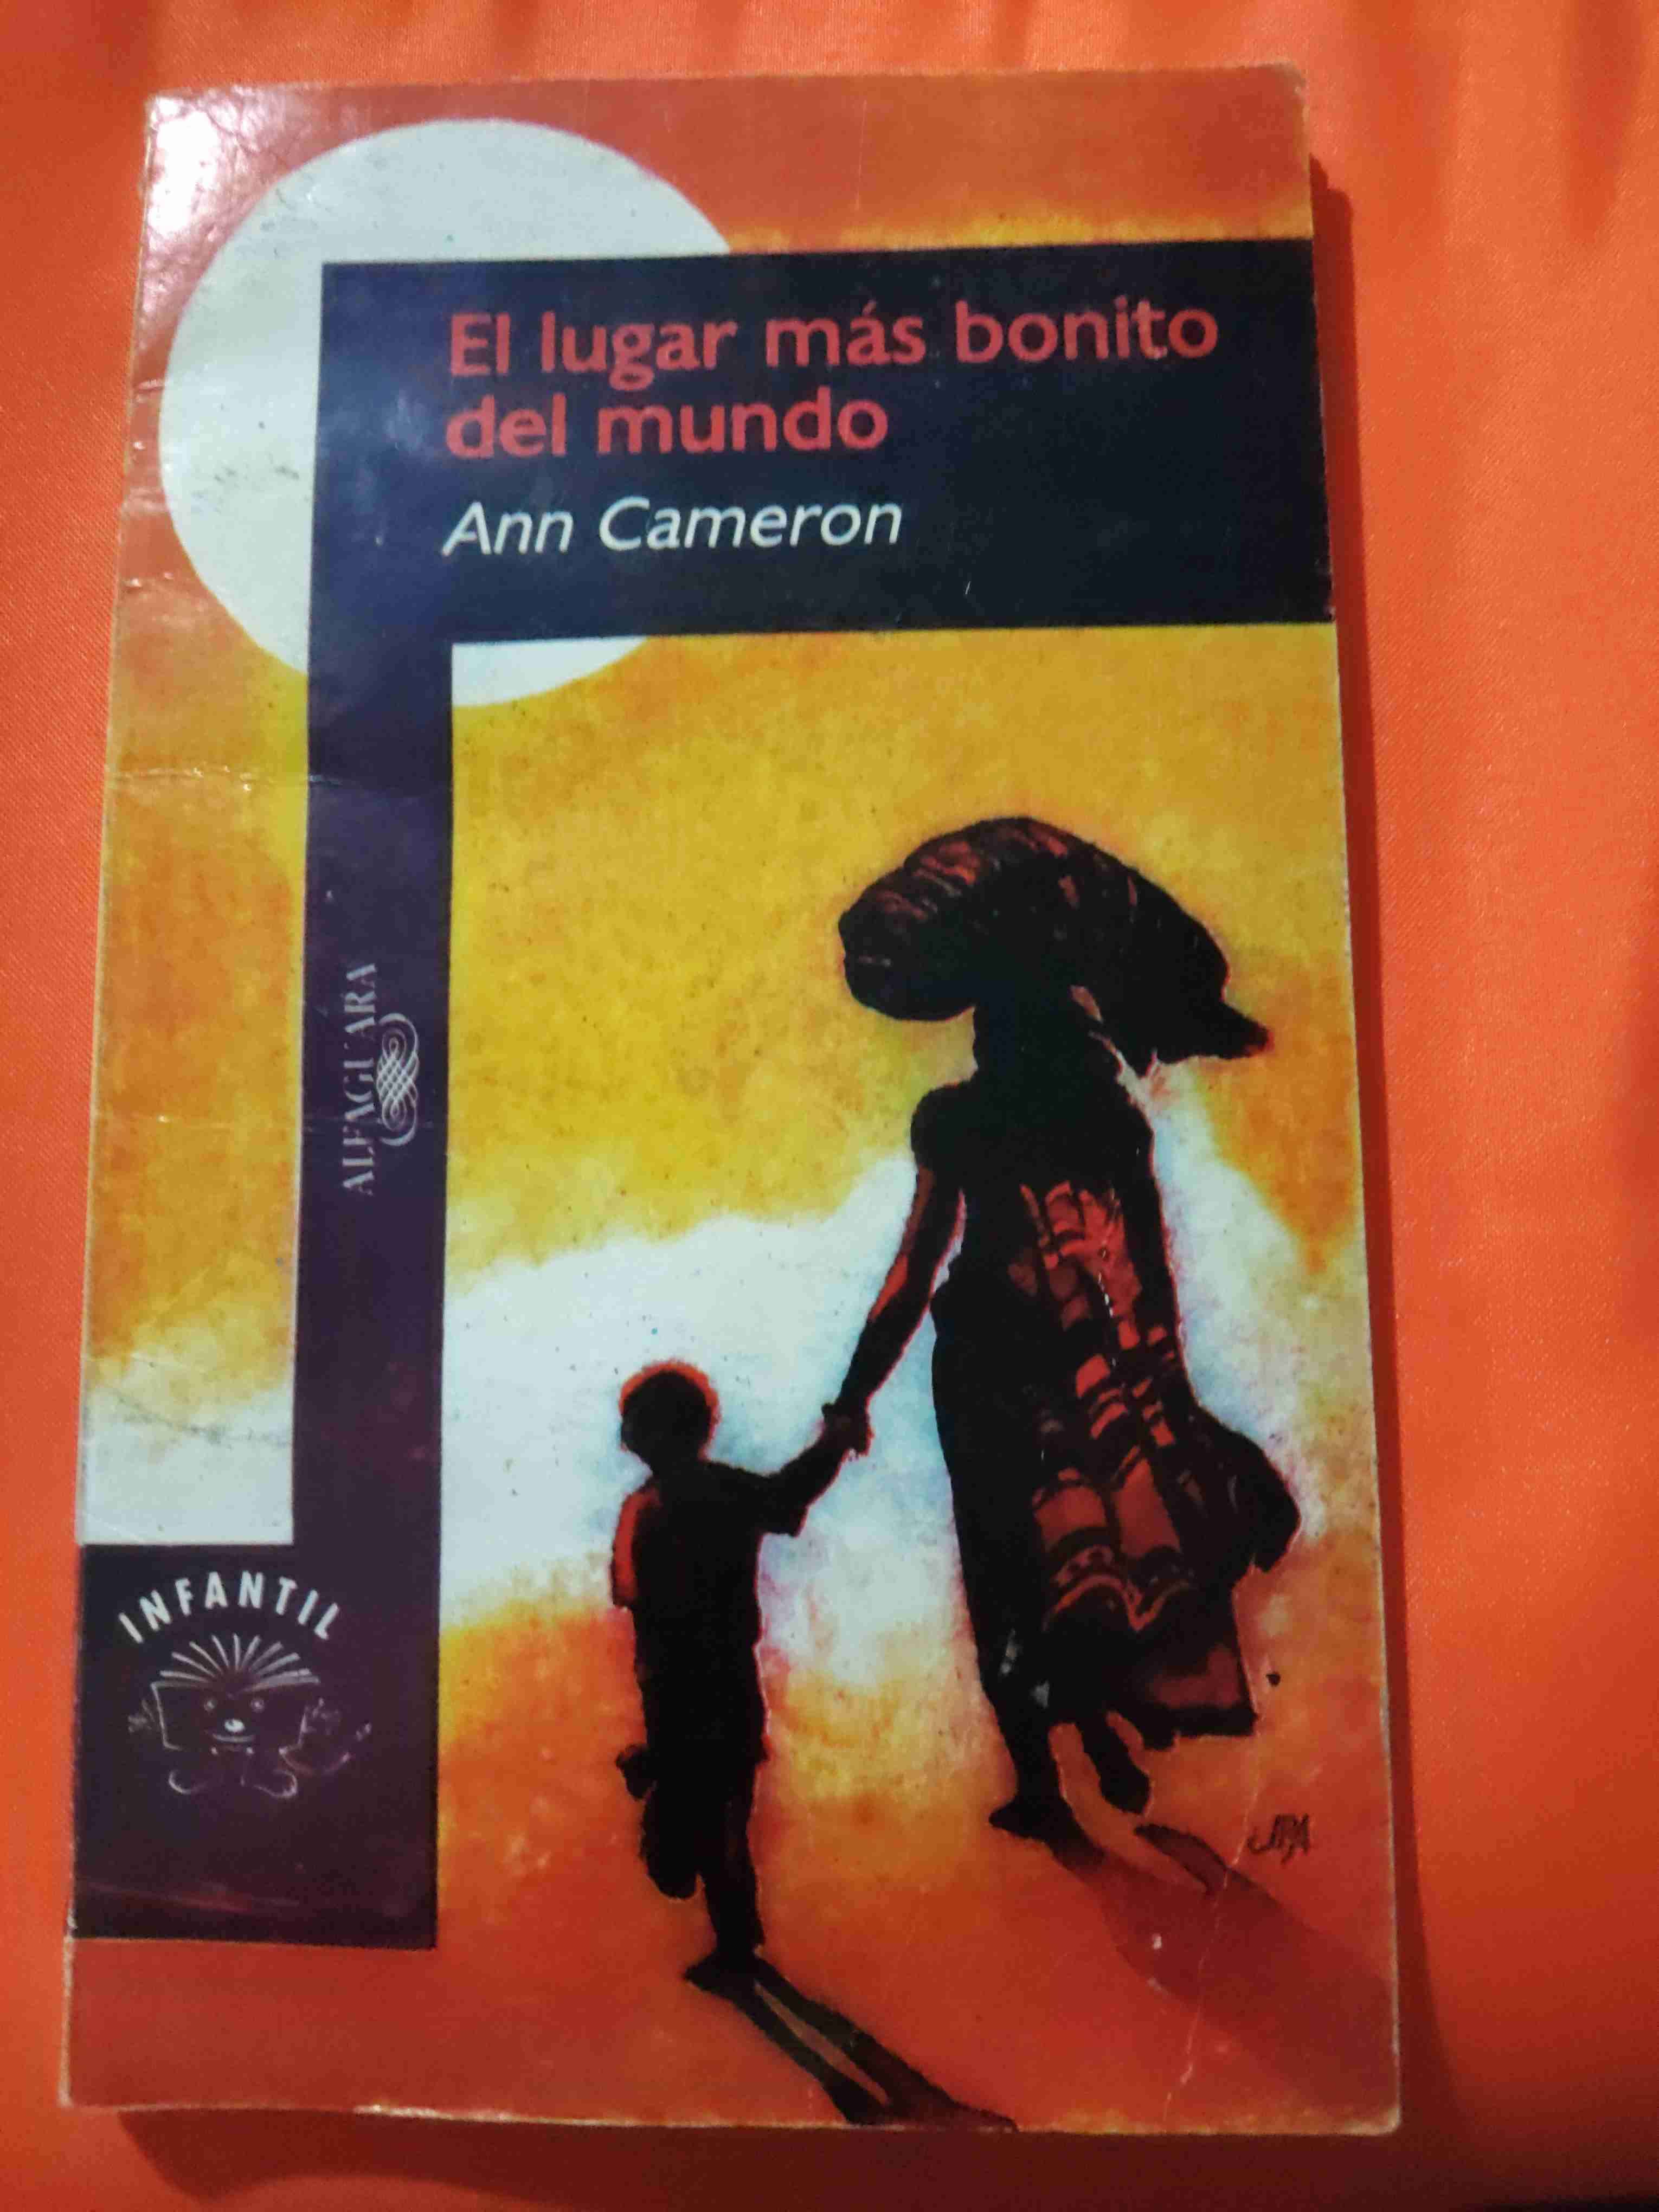 El lugar más bonito
del mundo
Ann Cameron
ALFAGUARA
INFANTIL